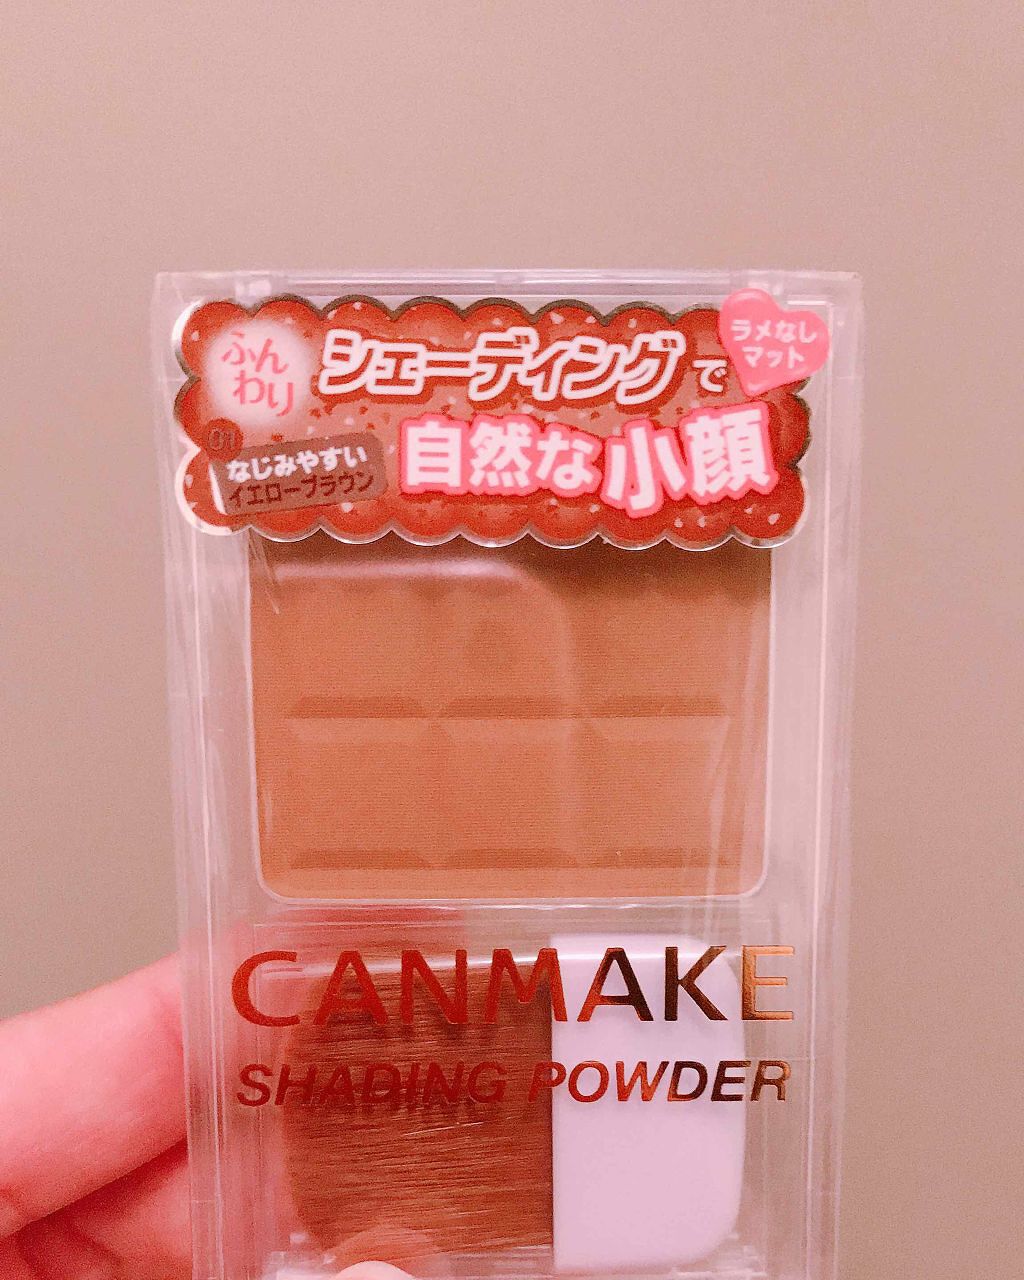 ふん
わり
シェーディングで
ラメなし
マット
自然な小顔
01
なじみやすい
イエローブラウン
CANMAKE
SHADING POWDER